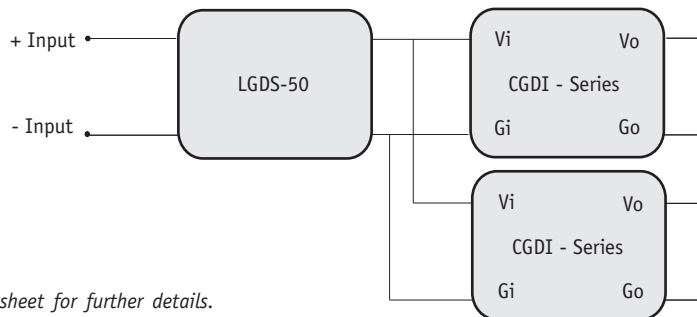 + Input
LGDS-50
Vi Vo
CGDI - Series
- Input
Gi Go
Vi Vo
CGDI - Series
Gi Go
sheet for further details.